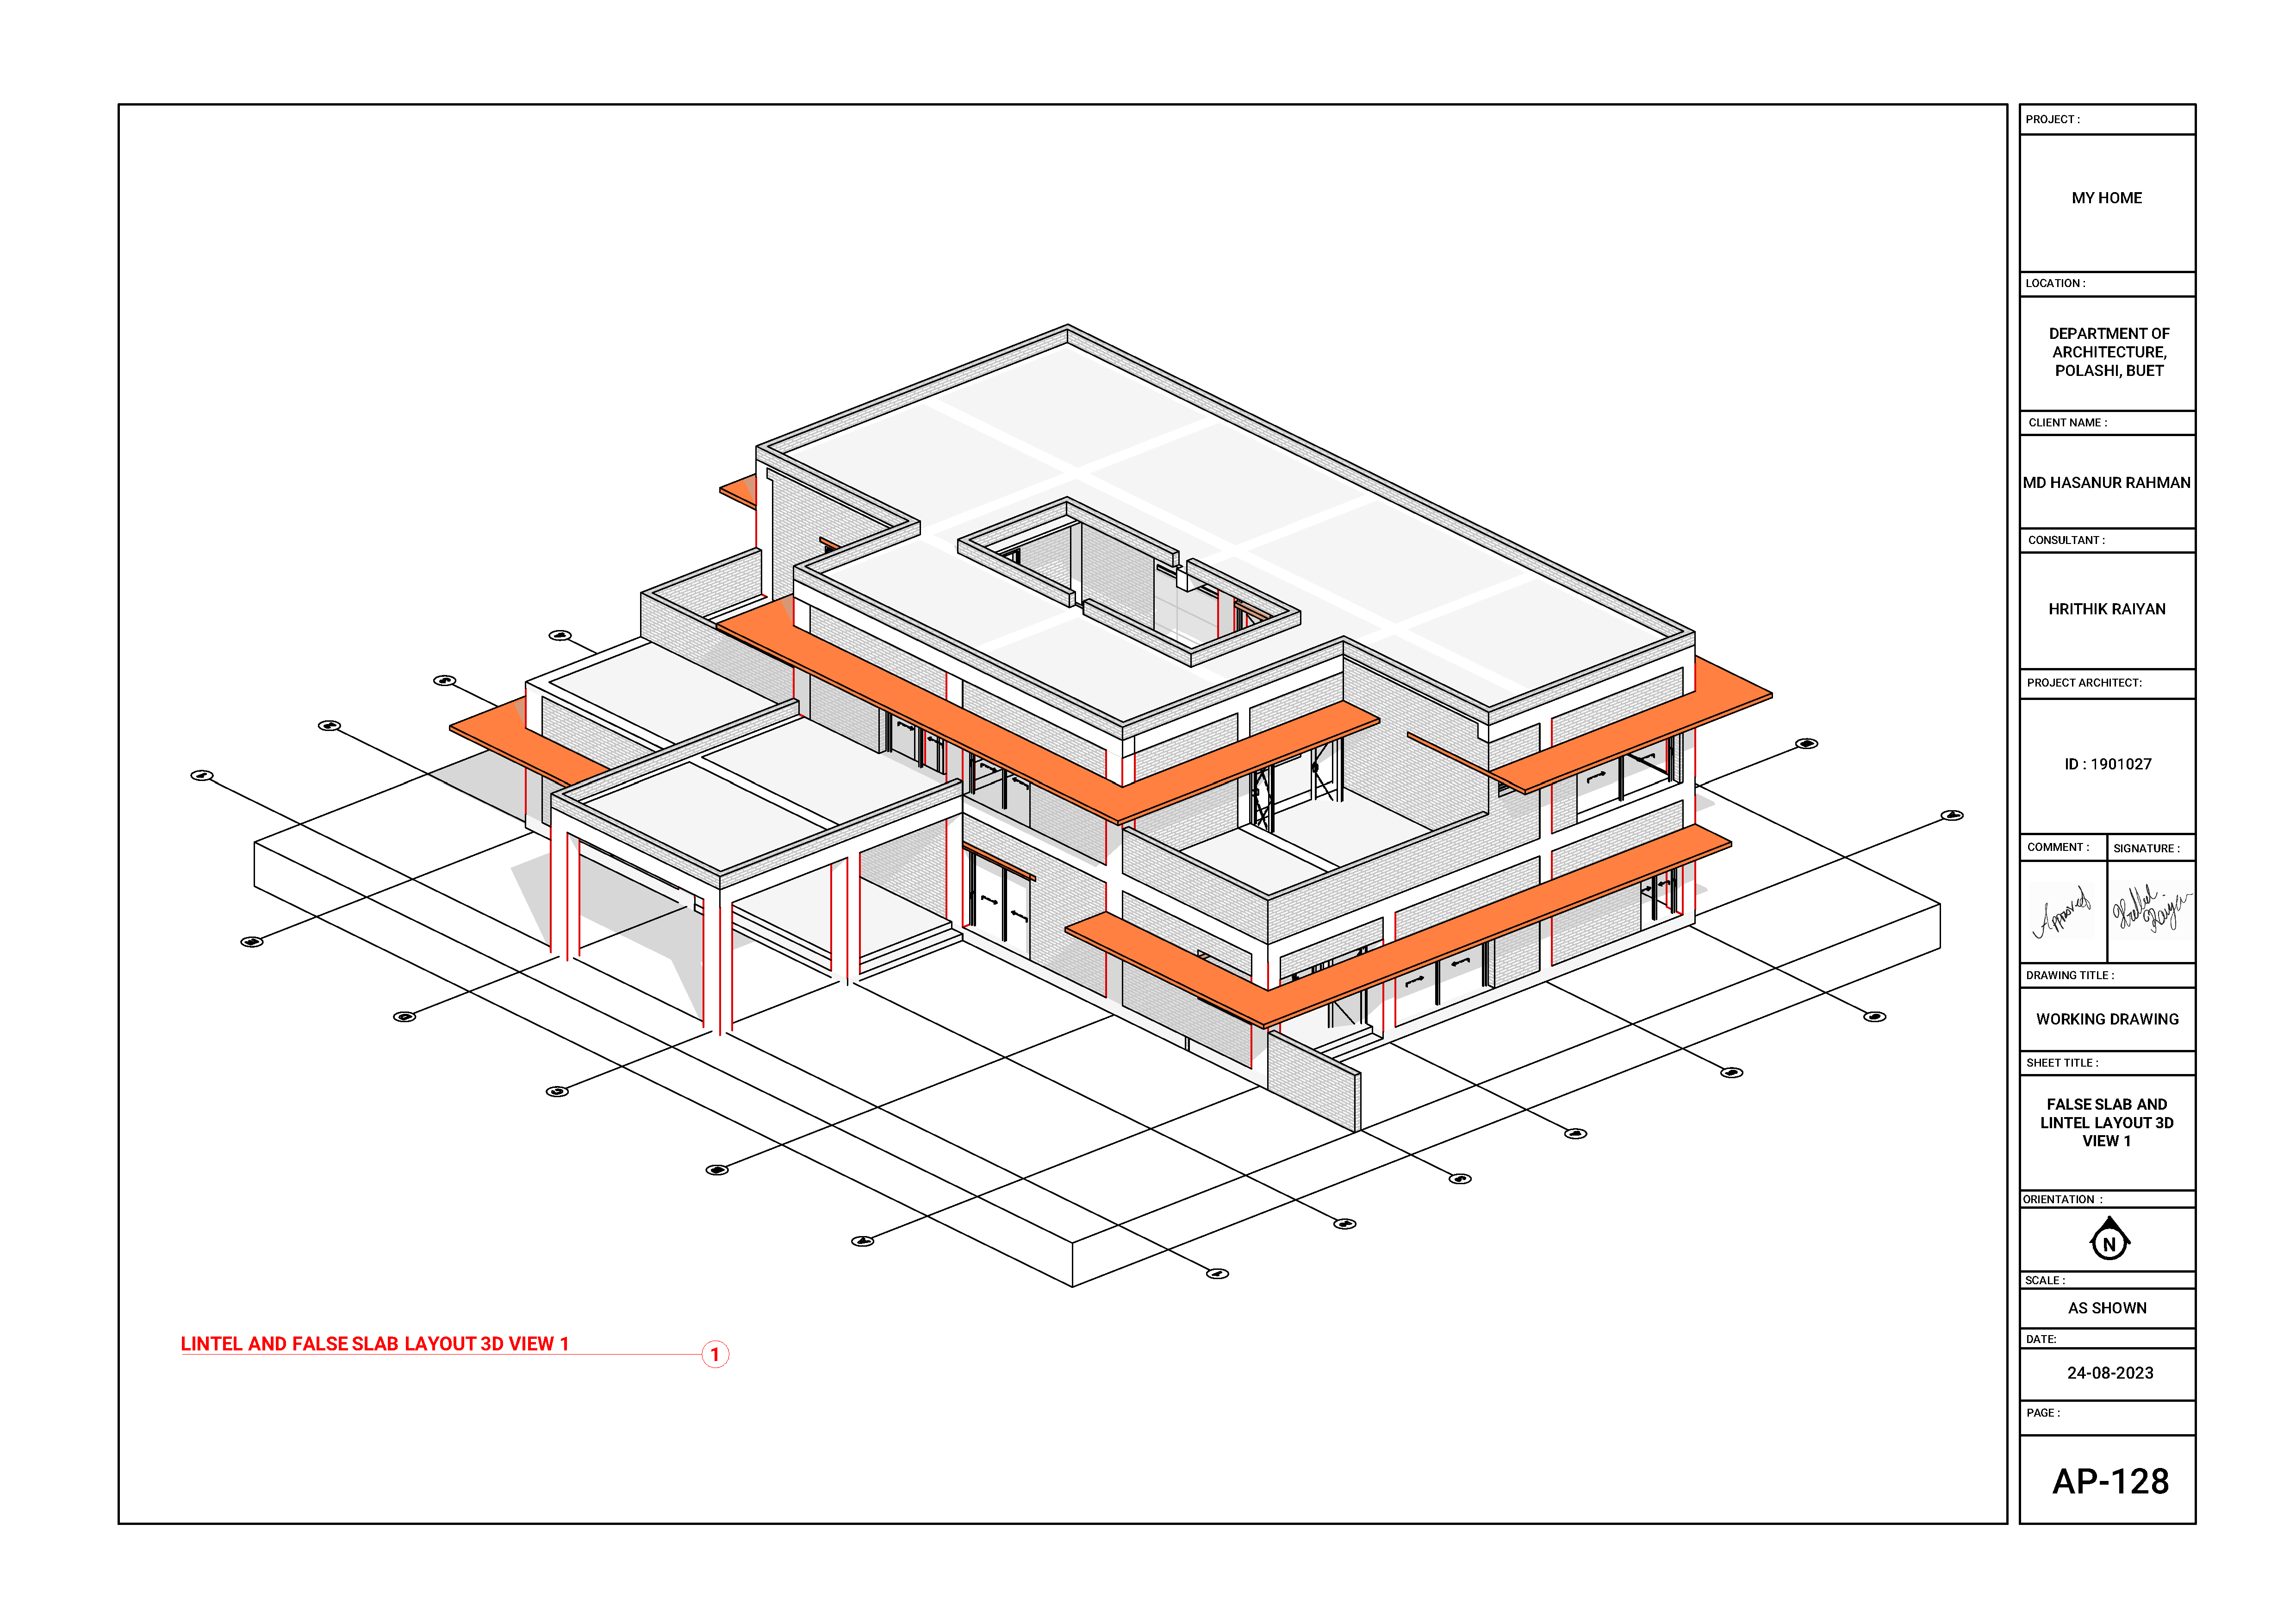 PROJECT :
MY HOME
LOCATION :
DEPARTMENT OF
ARCHITECTURE,
POLASHI, BUET
CLIENT NAME :
MD HASANUR RAHMAN
CONSULTANT :
HRITHIK RAIYAN
PROJECT ARCHITECT:
ID : 1901027
COMMENT :
SIGNATURE :
Approved
DRAWING TITLE :
WORKING DRAWING
SHEET TITLE :
FALSE SLAB AND
LINTEL LAYOUT 3D
VIEW 1
ORIENTATION :
N
SCALE :
AS SHOWN
DATE:
24-08-2023
PAGE :
AP-128
LINTEL AND FALSE SLAB LAYOUT 3D VIEW 1
1